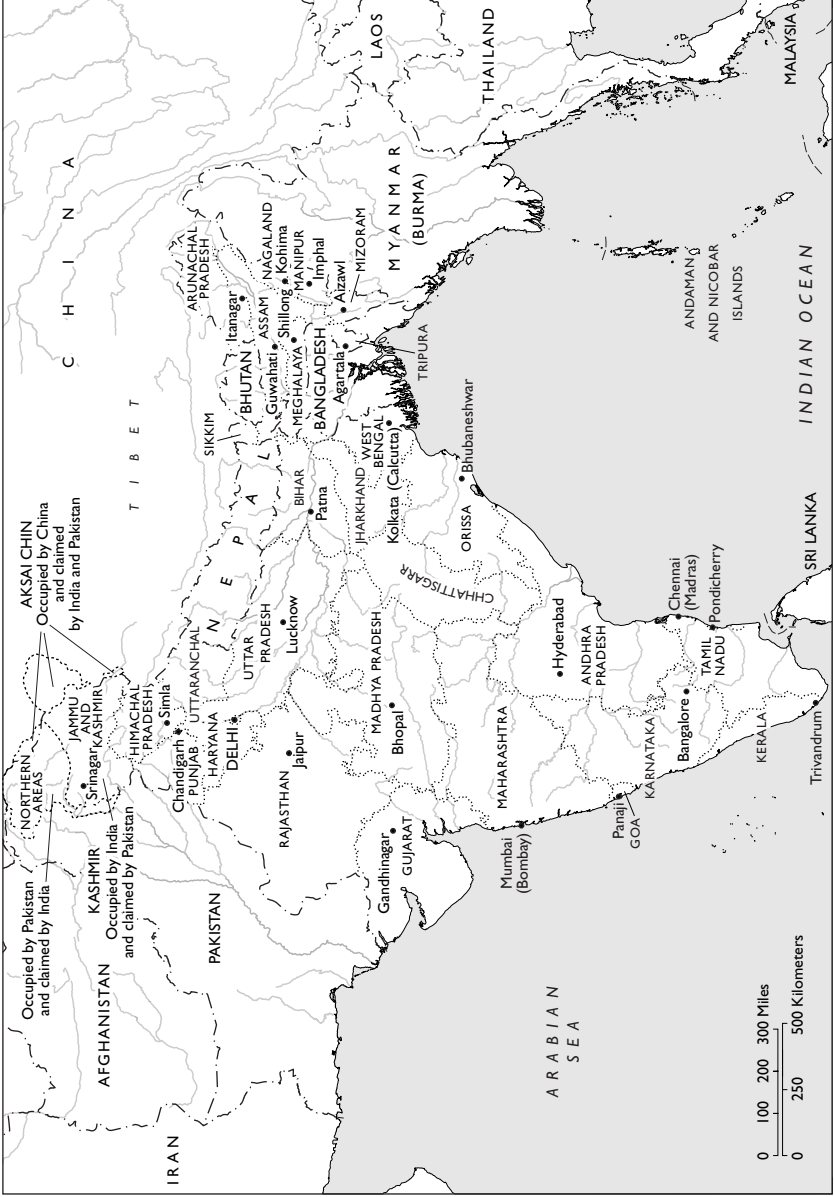 Occupied by Pakistan
and claimed by India
NORTHERN
AREAS
AKSAI CHIN
Occupied by China
and claimed
by India and Pakistan
C H I N A
T I B E T
AFGHANISTAN
KASHMIR
Occupied by India
and claimed by Pakistan
Srinagar
JAMMU
AND
KASHMIR
HIMACHAL
PRADESH
Simla
Chandigarh
PUNJAB
UTTARANCHAL
HARYANA
DELHI
IRAN
PAKISTAN
RAJASTHAN
Jaipur
UTTAR
PRADESH
Lucknow
N E P A L
SIKKIM
BHUTAN
ARUNACHAL
PRADESH
Itanagar
ASSAM
Guwahati
NAGALAND
Kohima
Shillong
MEGHALAYA
MANIPUR
Imphal
BANGLADESH
Agartala
Aizawl
MIZORAM
TRIPURA
MYANMAR
(BURMA)
LAOS
THAILAND
MALAYSIA
BIHAR
Patna
JHARKHAND
WEST
BENGAL
Kolkata (Calcutta)
Gandhinagar
GUJARAT
MADHYA PRADESH
Bhopal
CHHATTISGARR
ORISSA
Bhubaneshwar
MAHARASHTRA
Mumbai
(Bombay)
Hyderabad
ANDHRA
PRADESH
Panaji
GOA
KARNATAKA
Bangalore
Chennai
(Madras)
Pondicherry
TAMIL
NADU
KERALA
Trivandrum
SRI LANKA
ANDAMAN
AND NICOBAR
ISLANDS
INDIAN OCEAN
ARABIAN
SEA
0 100 200 300 Miles
0 250 500 Kilometers